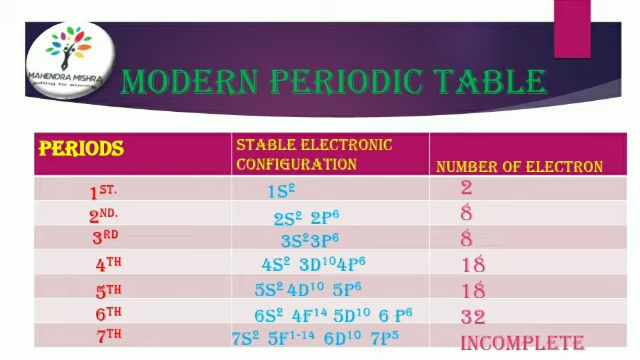 MAHENDRA MISHRA
MODERN PERIODIC TABLE
PERIODS STABLE ELECTRONIC CONFIGURATION NUMBER OF ELECTRON
1ST. 1S² 2
2ND. 2S² 2P⁶ 8
3RD 3S²3P⁶ 8
4TH 4S² 3D¹⁰4P⁶ 18
5TH 5S² 4D¹⁰ 5P⁶ 18
6TH 6S² 4F¹⁴ 5D¹⁰ 6 P⁶ 32
7TH 7S² 5F¹⁻¹⁴ 6D¹⁰ 7P⁵ INCOMPLETE